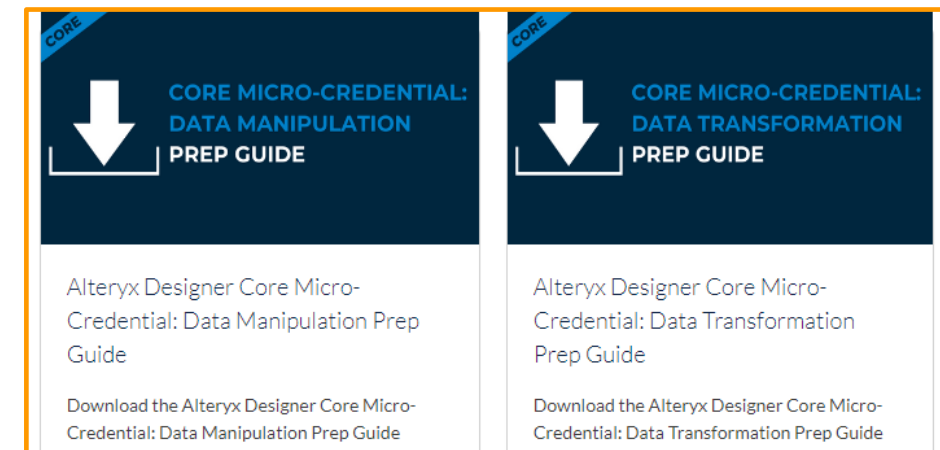 CORE
CORE MICRO-CREDENTIAL:
DATA MANIPULATION
PREP GUIDE
Alteryx Designer Core Micro-
Credential: Data Manipulation Prep
Guide
Download the Alteryx Designer Core Micro-
Credential: Data Manipulation Prep Guide
CORE
CORE MICRO-CREDENTIAL:
DATA TRANSFORMATION
PREP GUIDE
Alteryx Designer Core Micro-
Credential: Data Transformation
Prep Guide
Download the Alteryx Designer Core Micro-
Credential: Data Transformation Prep Guide